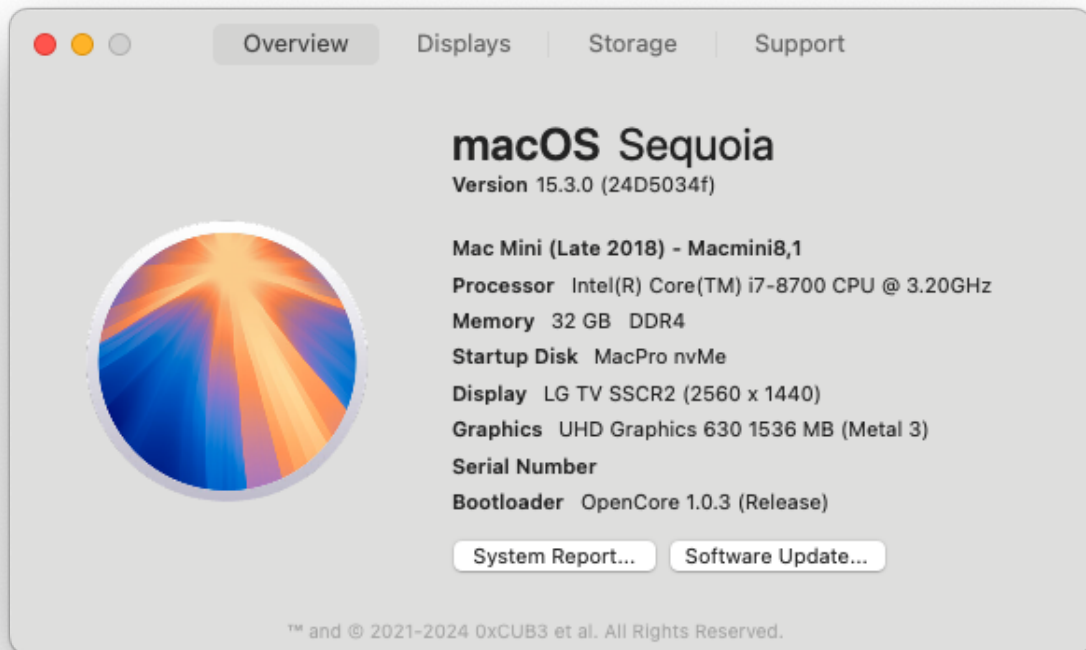 Overview Displays Storage Support
macOS Sequoia
Version 15.3.0 (24D5034f)
Mac Mini (Late 2018) - Macmini8,1
Processor Intel(R) Core(TM) i7-8700 CPU @ 3.20GHz
Memory 32 GB DDR4
Startup Disk MacPro nvMe
Display LG TV SSCR2 (2560 x 1440)
Graphics UHD Graphics 630 1536 MB (Metal 3)
Serial Number
Bootloader OpenCore 1.0.3 (Release)
System Report... Software Update...
™ and © 2021-2024 0xCUB3 et al. All Rights Reserved.